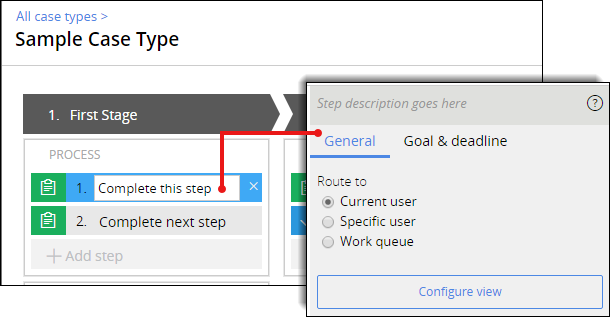 All case types >
Sample Case Type
1. First Stage
PROCESS
1. Complete this step ×
2. Complete next step
+ Add step
Step description goes here ?
General Goal & deadline
Route to
Current user
Specific user
Work queue
Configure view